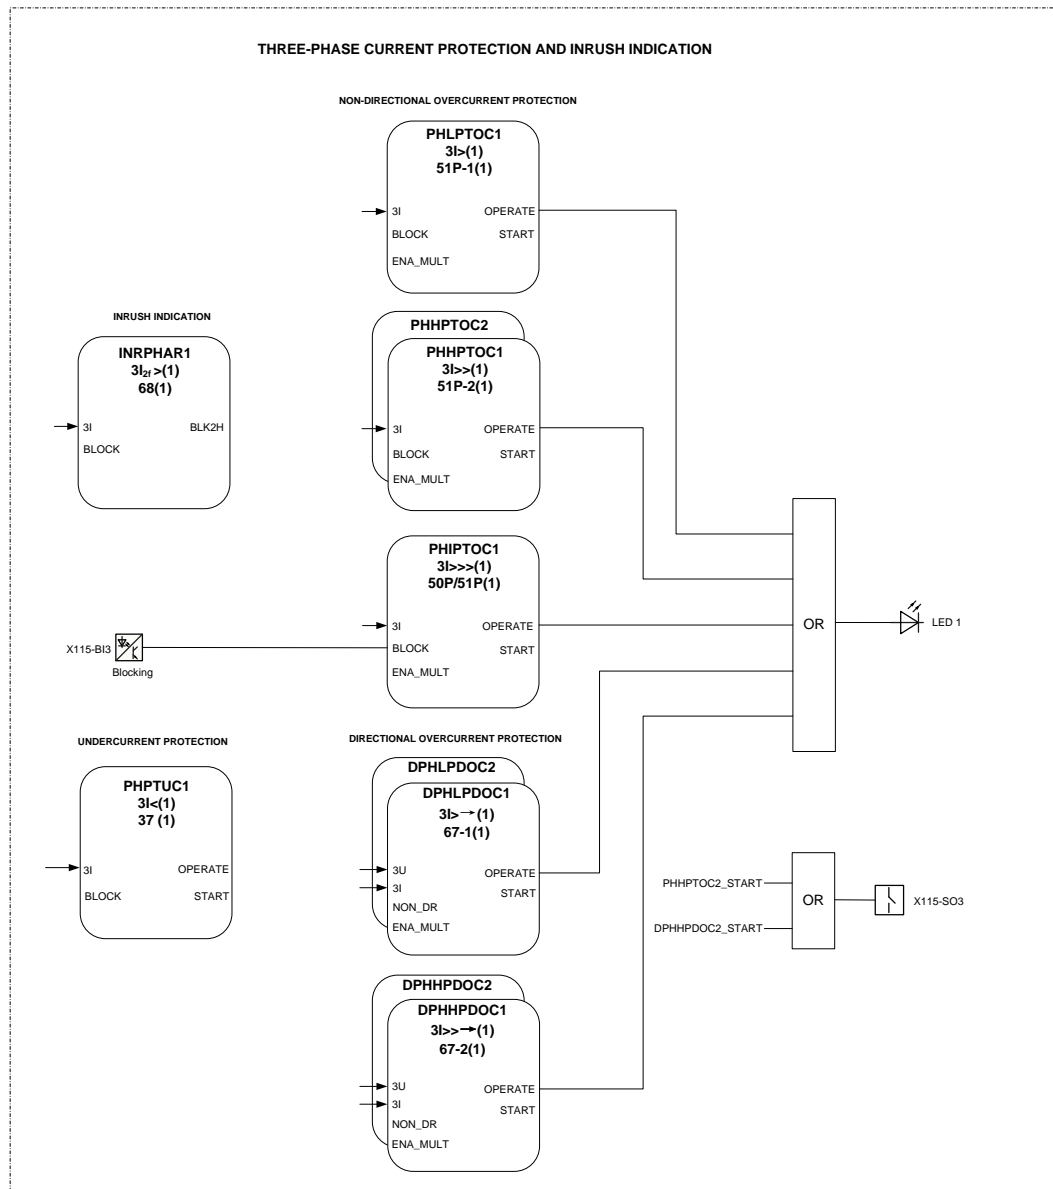 THREE-PHASE CURRENT PROTECTION AND INRUSH INDICATION
NON-DIRECTIONAL OVERCURRENT PROTECTION
PHLPTOC1
3I>(1)
51P-1(1)
3I OPERATE
BLOCK START
ENA_MULT
INRUSH INDICATION
INRPHAR1
3I2f >(1)
68(1)
3I BLK2H
BLOCK
PHHPTOC2
PHHPTOC1
3I>>(1)
51P-2(1)
3I OPERATE
BLOCK START
ENA_MULT
PHIPTOC1
3I>>>(1)
50P/51P(1)
3I OPERATE
BLOCK START
ENA_MULT
X115-BI3
Blocking
OR
LED 1
UNDERCURRENT PROTECTION
PHPTUC1
3I<(1)
37 (1)
3I OPERATE
BLOCK START
DIRECTIONAL OVERCURRENT PROTECTION
DPHLPDOC2
DPHLPDOC1
3I>→(1)
67-1(1)
3U
3I OPERATE
START
NON_DR
ENA_MULT
PHHPTOC2_START
DPHHPDOC2_START
OR
X115-SO3
DPHHPDOC2
DPHHPDOC1
3I>>→(1)
67-2(1)
3U OPERATE
3I START
NON_DR
ENA_MULT